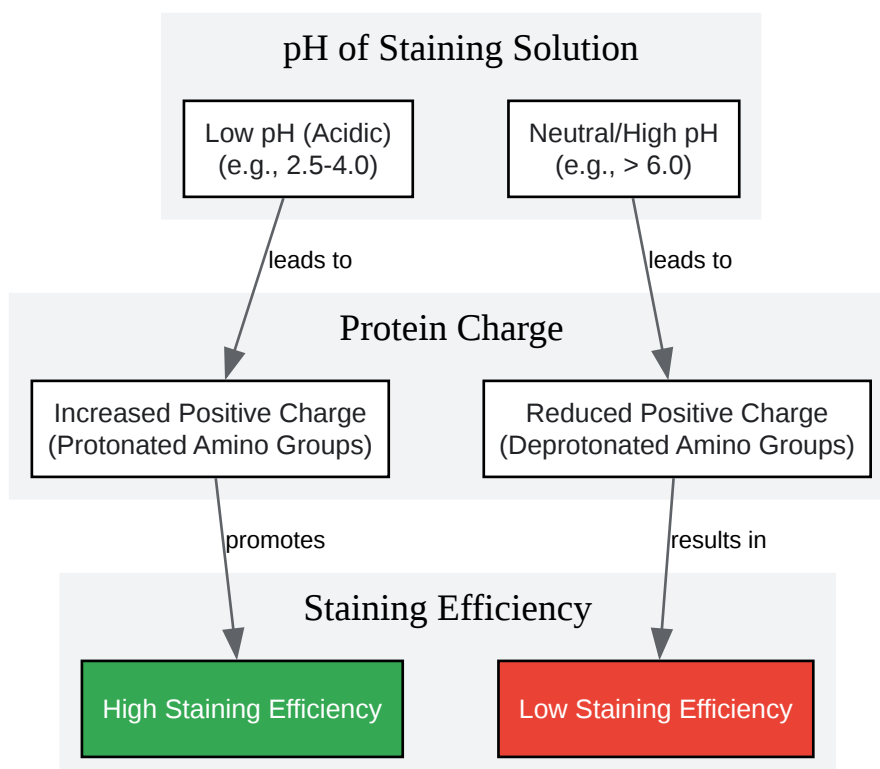 pH of Staining Solution
Low pH (Acidic)
(e.g., 2.5-4.0)
Neutral/High pH
(e.g., > 6.0)
leads to
leads to
Protein Charge
Increased Positive Charge
(Protonated Amino Groups)
Reduced Positive Charge
(Deprotonated Amino Groups)
promotes
results in
Staining Efficiency
High Staining Efficiency
Low Staining Efficiency